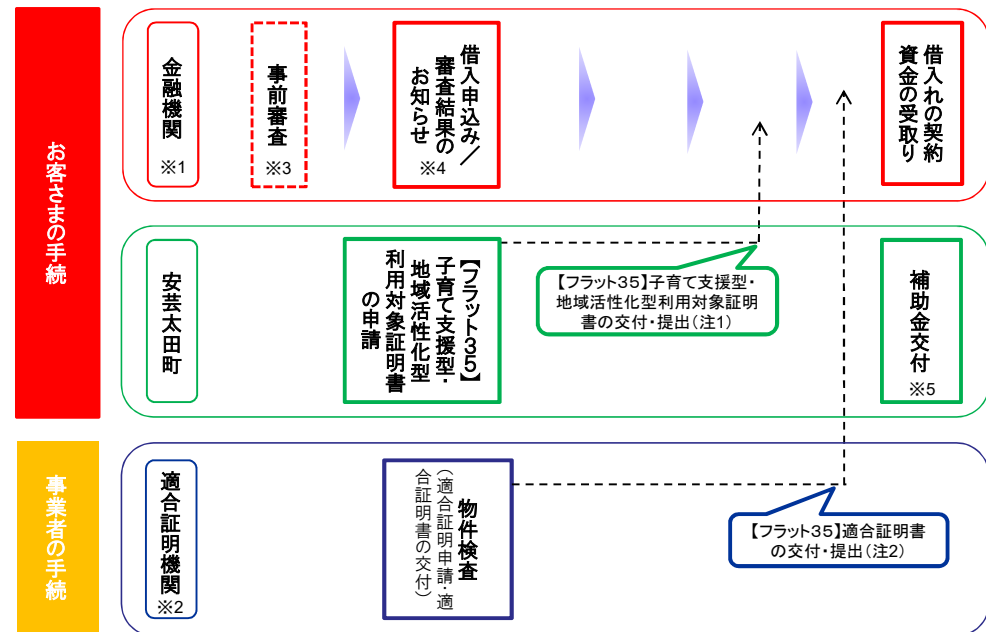 お客さまの手続
金融機関
※1
事前審査
※3
借入申込み／
審査結果の
お知らせ
※4
借入れの契約
資金の受取り
安芸太田町
【フラット35】
子育て支援型・
地域活性化型
利用対象証明書
の申請
【フラット35】子育て支援型・
地域活性化型利用対象証明
書の交付・提出（注1）
補助金交付
※5
事業者の手続
適合証明機関
※2
物件検査
（適合証明申請・適
合証明書の交付）
【フラット35】適合証明書
の交付・提出（注2）